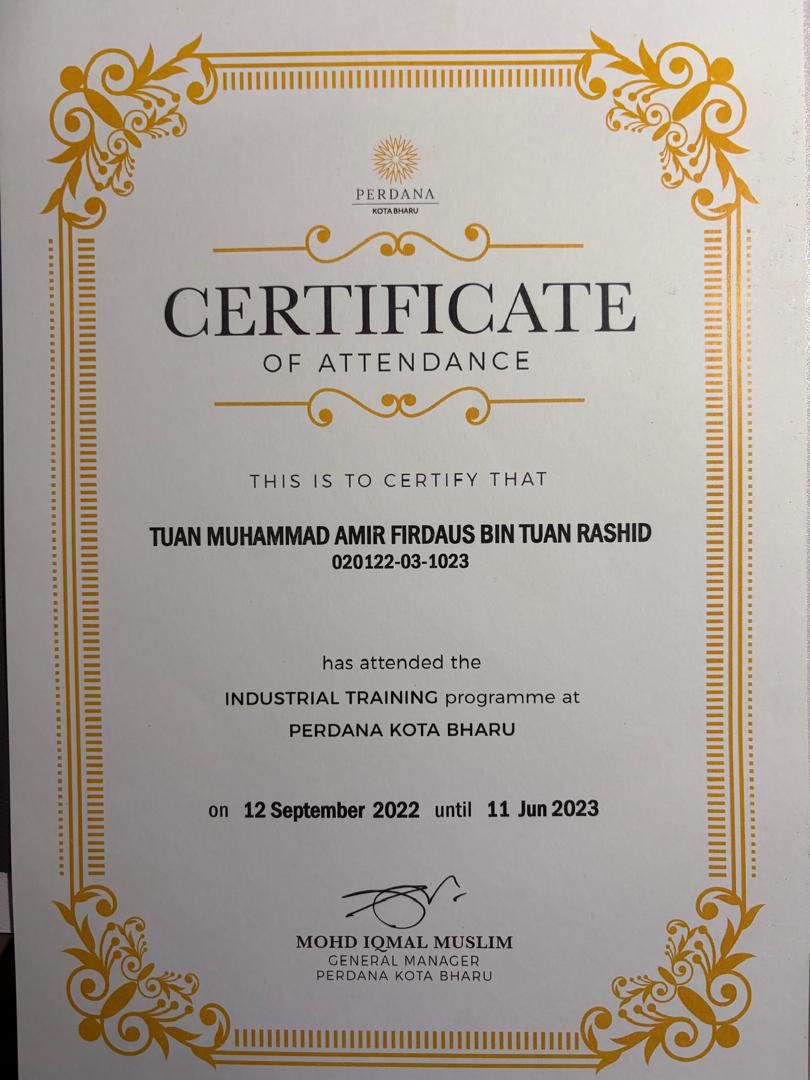 PERDANA
KOTA BHARU
CERTIFICATE
OF ATTENDANCE
THIS IS TO CERTIFY THAT
TUAN MUHAMMAD AMIR FIRDAUS BIN TUAN RASHID
020122-03-1023
has attended the
INDUSTRIAL TRAINING programme at
PERDANA KOTA BHARU
on 12 September 2022 until 11 Jun 2023
MOHD IQMAL MUSLIM
GENERAL MANAGER
PERDANA KOTA BHARU